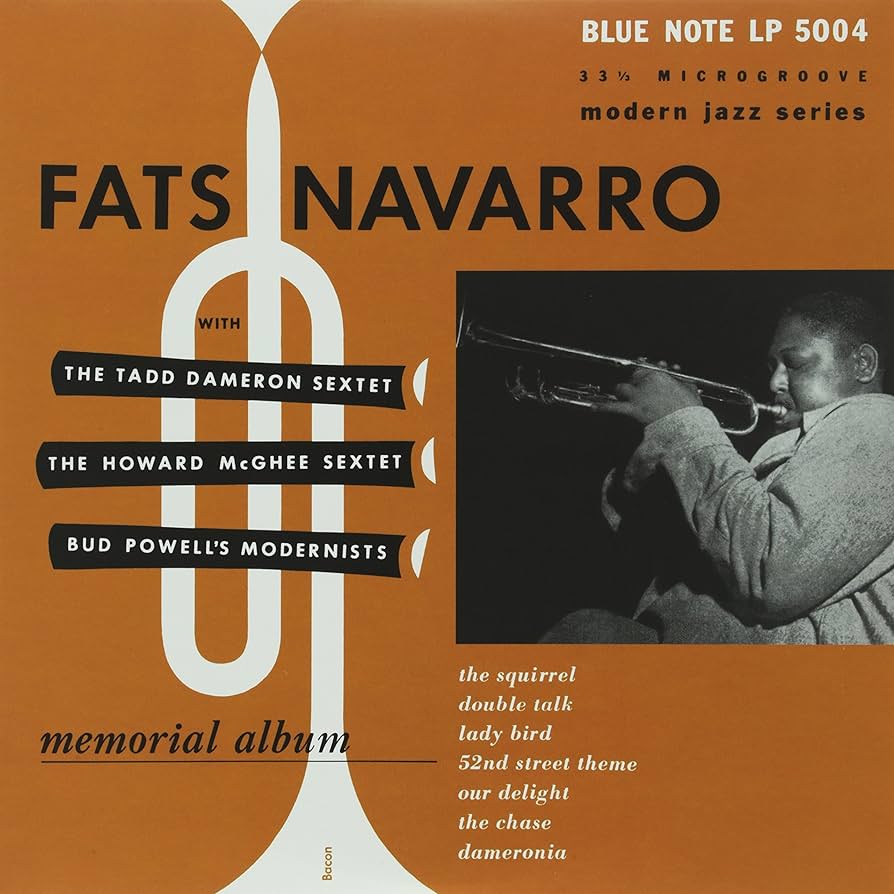 BLUE NOTE LP 5004
33⅓ MICROGROOVE
modern jazz series
FATS NAVARRO
WITH
THE TADD DAMERON SEXTET
THE HOWARD McGHEE SEXTET
BUD POWELL'S MODERNISTS
memorial album
the squirrel
double talk
lady bird
52nd street theme
our delight
the chase
dameronia
Bacon